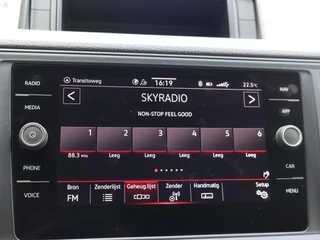 RADIO
MEDIA
PHONE
VOICE
Transitoweg
16:19
22.5°C
SKYRADIO
NON-STOP FEEL GOOD
1 2 3 4 5 6
88.3 MHz Leeg Leeg Leeg Leeg Leeg
Bron Zenderlijst Geheug.lijst Zender Handmatig Setup
FM
NAV
APP
CAR
MENU